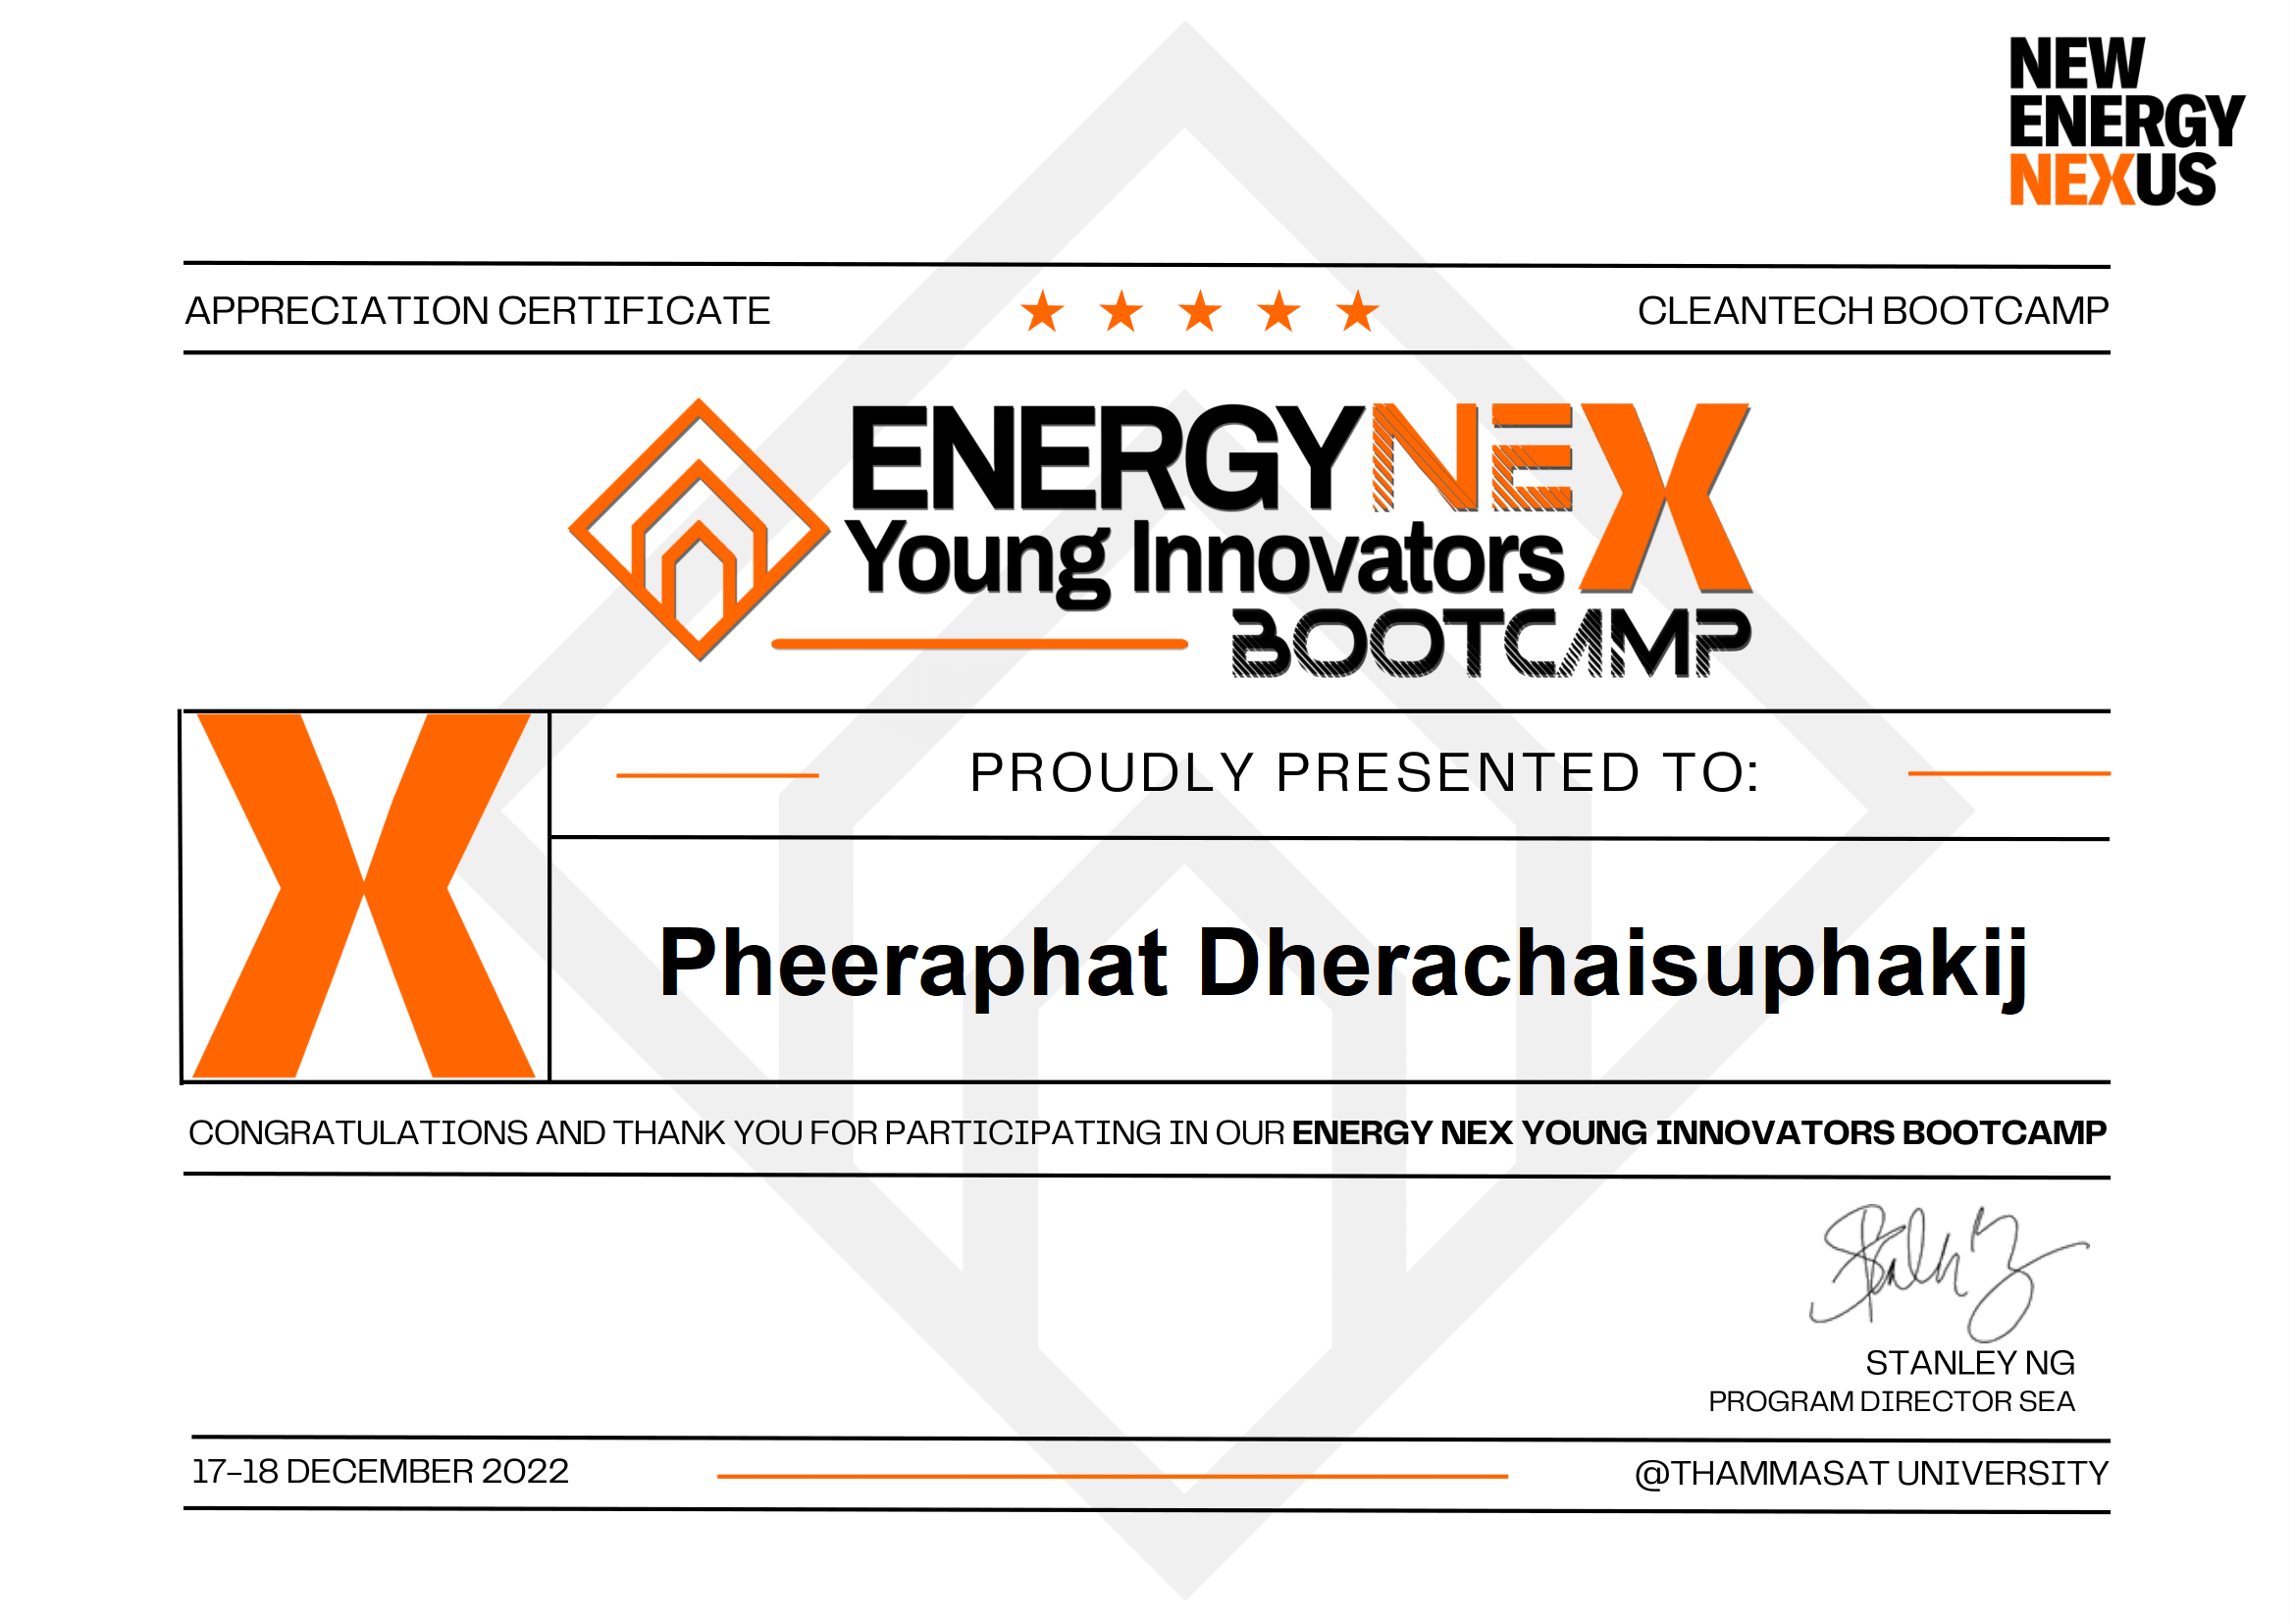 NEW
ENERGY
NEXUS
APPRECIATION CERTIFICATE
CLEANTECH BOOTCAMP
ENERGY NEX
Young Innovators
BOOTCAMP
X
PROUDLY PRESENTED TO:
Pheeraphat Dherachaisuphakij
CONGRATULATIONS AND THANK YOU FOR PARTICIPATING IN OUR ENERGY NEX YOUNG INNOVATORS BOOTCAMP
STANLEY NG
PROGRAM DIRECTOR SEA
17-18 DECEMBER 2022
@THAMMASAT UNIVERSITY